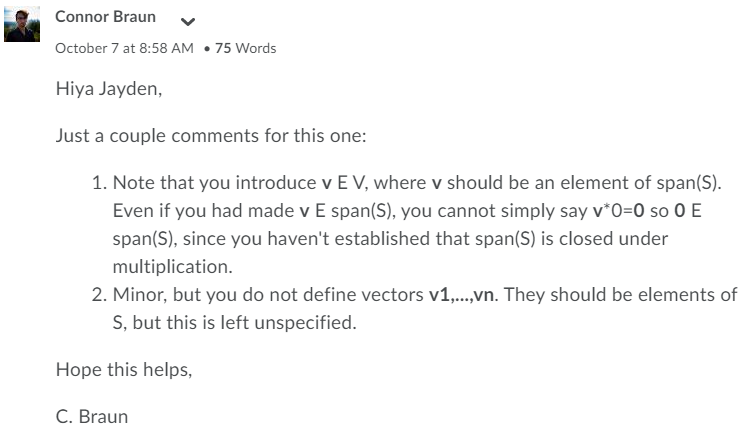 Connor Braun
October 7 at 8:58 AM • 75 Words
Hiya Jayden,
Just a couple comments for this one:
1. Note that you introduce v E V, where v should be an element of span(S).
Even if you had made v E span(S), you cannot simply say v*0=0 so 0 E
span(S), since you haven't established that span(S) is closed under
multiplication.
2. Minor, but you do not define vectors v1,...,vn. They should be elements of
S, but this is left unspecified.
Hope this helps,
C. Braun